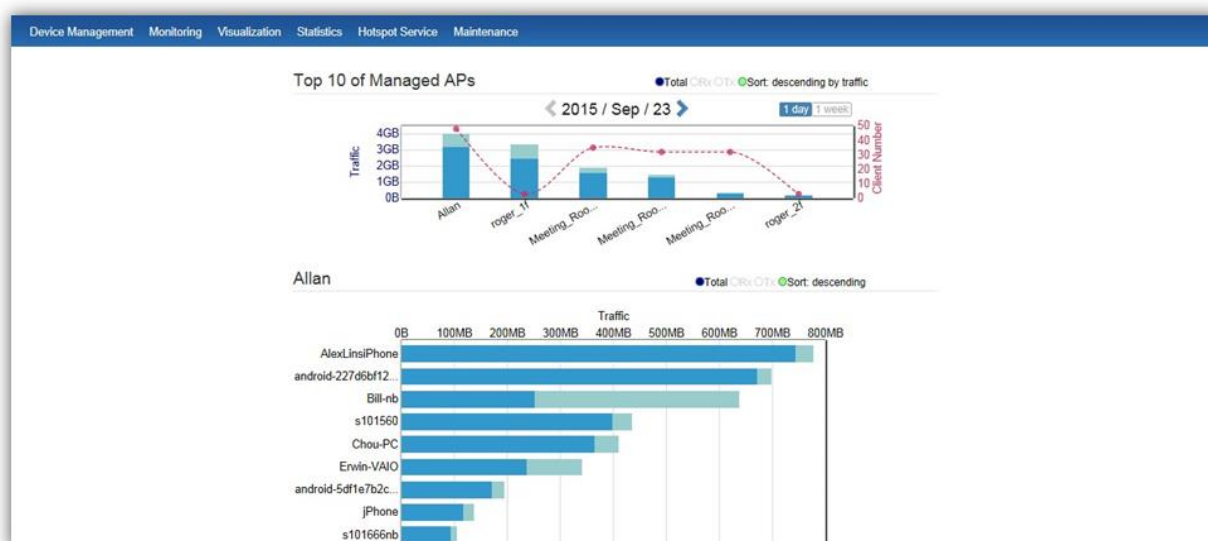 Device Management Monitoring Visualization Statistics Hotspot Service Maintenance
Top 10 of Managed APs
Total Rx Tx Sort: descending by traffic
2015 / Sep / 23
1 day 1 week
4GB
3GB
2GB
1GB
0B
Traffic
50
40
30
20
10
0
Client Number
Allan
roger_1f
Meeting_Roo...
Meeting_Roo...
Meeting_Roo...
roger_2f
Allan
Total Rx Tx Sort: descending
Traffic
0B 100MB 200MB 300MB 400MB 500MB 600MB 700MB 800MB
AlexLinsiPhone
android-227d6bf12...
Bill-nb
s101560
Chou-PC
Erwin-VAIO
android-5df1e7b2c...
jPhone
s101666nb